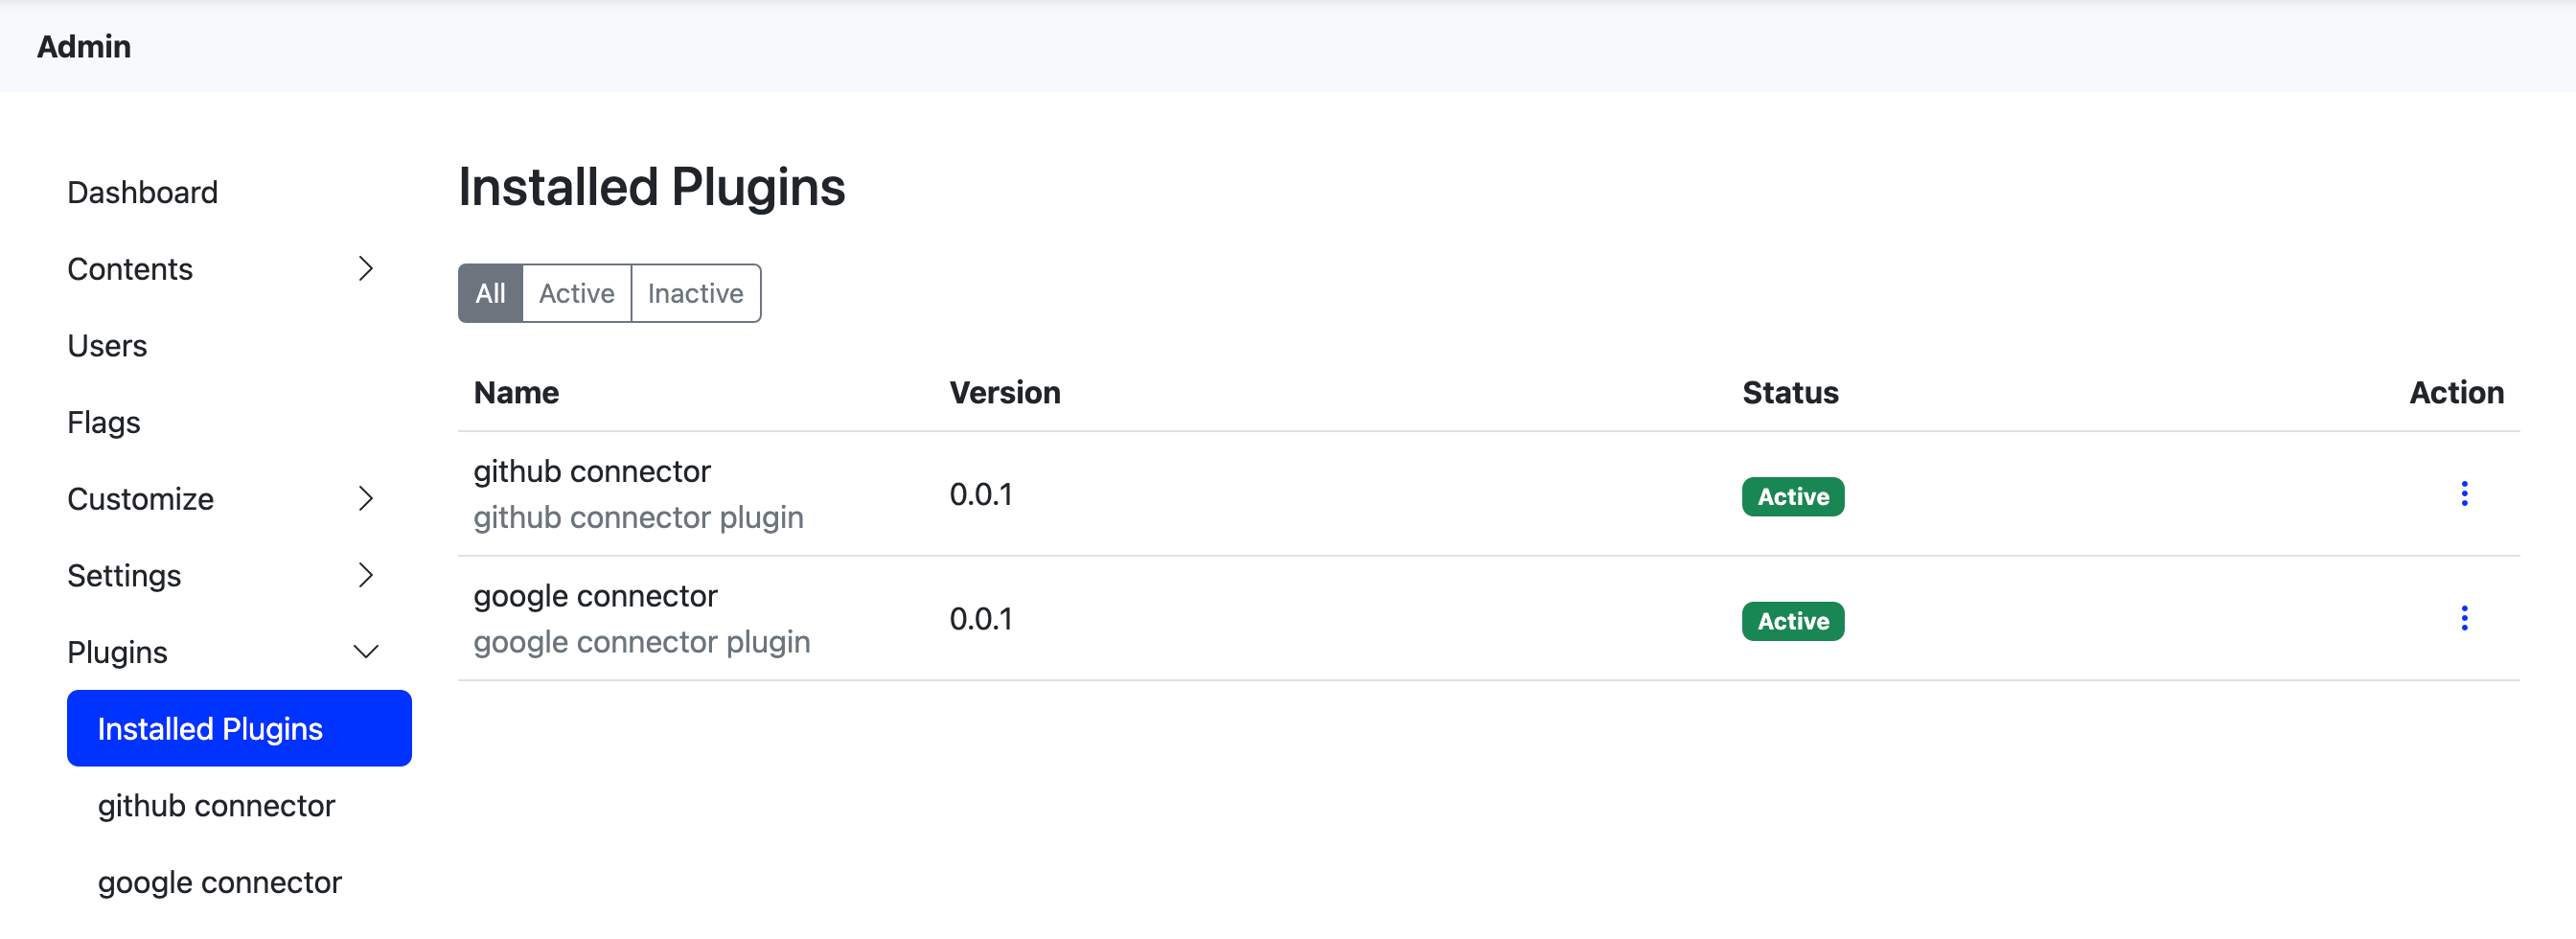 Admin
Dashboard
Contents
Users
Flags
Customize
Settings
Plugins
Installed Plugins
github connector
google connector
Installed Plugins
All Active Inactive
Name Version Status Action
github connector
github connector plugin
0.0.1 Active
google connector
google connector plugin
0.0.1 Active